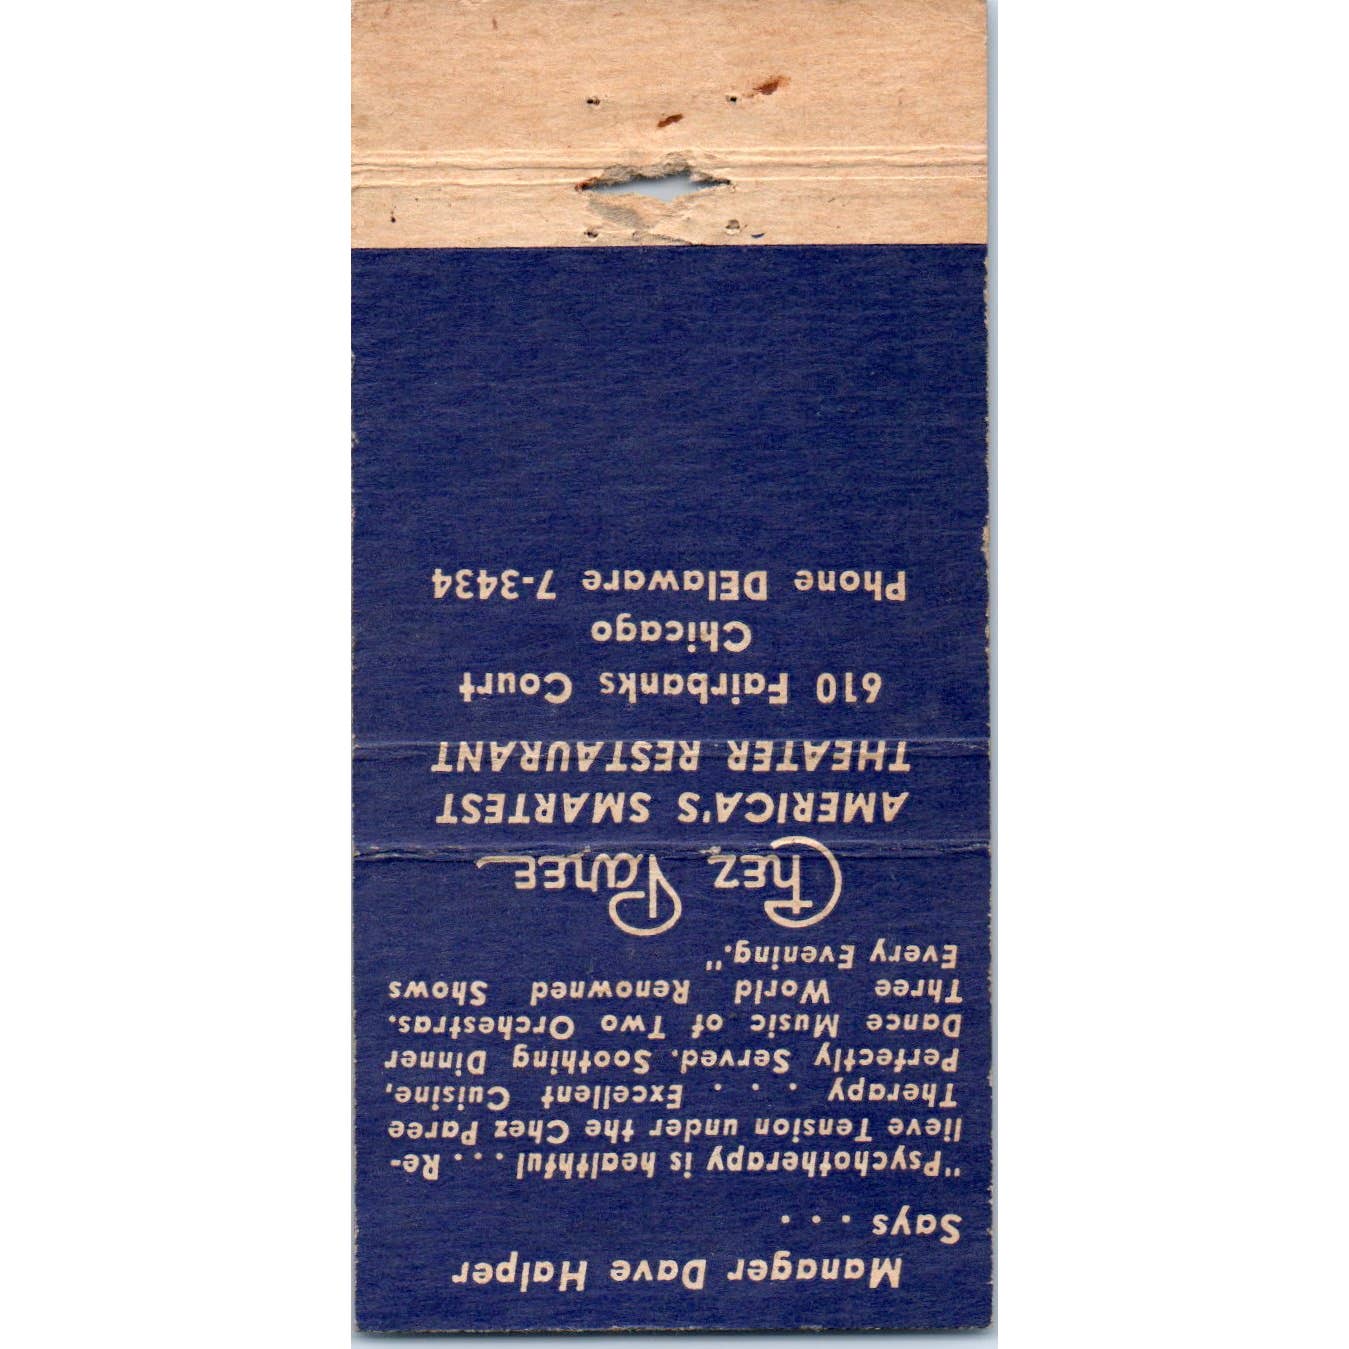 Manager Dave Halper
Says . . .
"Psychotherapy is healthful . . . Re-
lieve Tension under the Chez Paree
Therapy . . . Excellent Cuisine,
Perfectly Served. Soothing Dinner
Dance Music of Two Orchestras.
Three World Renowned Shows
Every Evening."
Chez Paree
AMERICA'S SMARTEST
THEATER RESTAURANT
610 Fairbanks Court
Chicago
Phone DElaware 7-3434